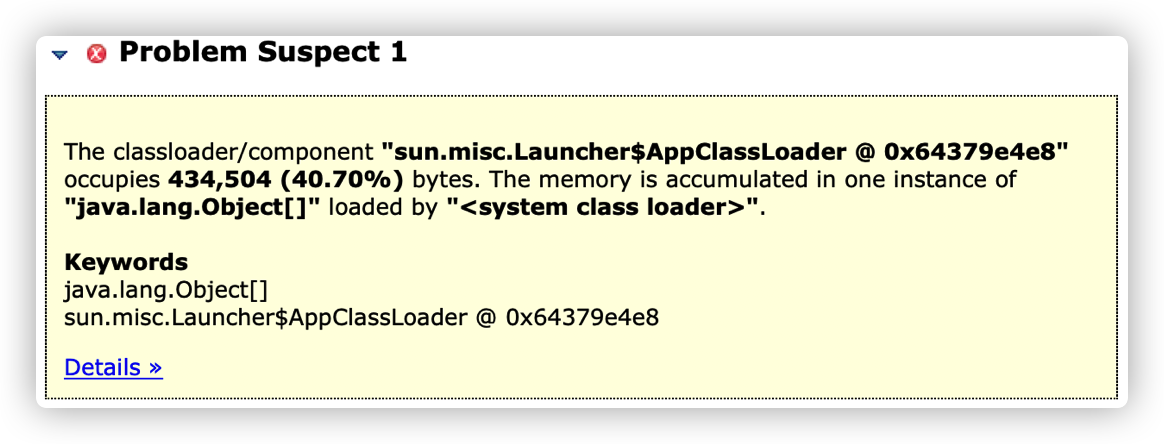 Problem Suspect 1
The classloader/component "sun.misc.Launcher$AppClassLoader @ 0x64379e4e8"
occupies 434,504 (40.70%) bytes. The memory is accumulated in one instance of
"java.lang.Object[]" loaded by "<system class loader>".
Keywords
java.lang.Object[]
sun.misc.Launcher$AppClassLoader @ 0x64379e4e8
Details »